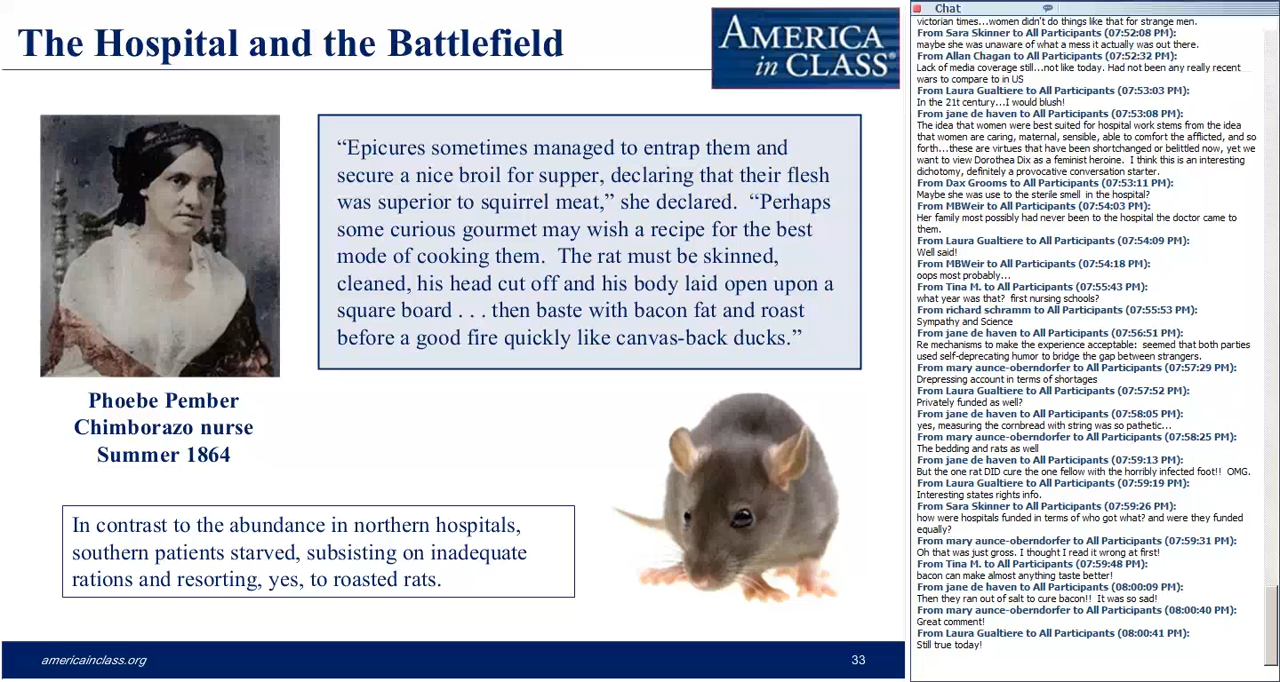 The Hospital and the Battlefield
AMERICA
in CLASS®
“Epicures sometimes managed to entrap them and
secure a nice broil for supper, declaring that their flesh
was superior to squirrel meat,” she declared.  “Perhaps
some curious gourmet may wish a recipe for the best
mode of cooking them.  The rat must be skinned,
cleaned, his head cut off and his body laid open upon a
square board . . . then baste with bacon fat and roast
before a good fire quickly like canvas-back ducks.”
Phoebe Pember
Chimborazo nurse
Summer 1864
In contrast to the abundance in northern hospitals,
southern patients starved, subsisting on inadequate
rations and resorting, yes, to roasted rats.
americainclass.org
33
Chat
victorian times...women didn't do things like that for strange men.
From Sara Skinner to All Participants (07:52:08 PM):
maybe she was unaware of what a mess it actually was out there.
From Allan Chagan to All Participants (07:52:32 PM):
Lack of media coverage still...not like today. Had not been any really recent
wars to compare to in US
From Laura Gualtiere to All Participants (07:53:03 PM):
In the 21st century...I would blush!
From jane de haven to All Participants (07:53:08 PM):
The idea that women were best suited for hospital work stems from the idea
that women are caring, maternal, sensible, able to comfort the afflicted, and so
forth...these are virtues that have been shortchanged or belittled now, yet we
want to view Dorothea Dix as a feminist heroine.  I think this is an interesting
dichotomy, definitely a provocative conversation starter.
From Dax Grooms to All Participants (07:53:11 PM):
Maybe she was use to the sterile smell  in the hospital?
From MBWeir to All Participants (07:54:03 PM):
Her family most possibly had never been to the hospital the doctor came to
them.
From Laura Gualtiere to All Participants (07:54:09 PM):
Well said!
From MBWeir to All Participants (07:54:18 PM):
oops most probably...
From Tina M. to All Participants (07:55:43 PM):
what year was that?  first nursing schools?
From richard schramm to All Participants (07:55:53 PM):
Sympathy and Science
From jane de haven to All Participants (07:56:51 PM):
Re mechanisms to make the experience acceptable:  seemed that both parties
used self-deprecating humor to bridge the gap between strangers.
From mary aunce-oberndorfer to All Participants (07:57:29 PM):
Drepressing account in terms of shortages
From Laura Gualtiere to All Participants (07:57:52 PM):
Privately funded as well?
From jane de haven to All Participants (07:58:05 PM):
yes, measuring the cornbread with string was so pathetic...
From mary aunce-oberndorfer to All Participants (07:58:25 PM):
The bedding and rats as well
From jane de haven to All Participants (07:59:13 PM):
But the one rat DID cure the one fellow with the horribly infected foot!!  OMG.
From Laura Gualtiere to All Participants (07:59:19 PM):
Interesting states rights info.
From Sara Skinner to All Participants (07:59:26 PM):
how were hospitals funded in terms of who got what? and were they funded
equally?
From mary aunce-oberndorfer to All Participants (07:59:31 PM):
Oh that was just gross. I thought I read it wrong at first!
From Tina M. to All Participants (07:59:48 PM):
bacon can make almost anything taste better!
From jane de haven to All Participants (08:00:09 PM):
Then they ran out of salt to cure bacon!!  It was so sad!
From mary aunce-oberndorfer to All Participants (08:00:40 PM):
Great comment!
From Laura Gualtiere to All Participants (08:00:41 PM):
Still true today!